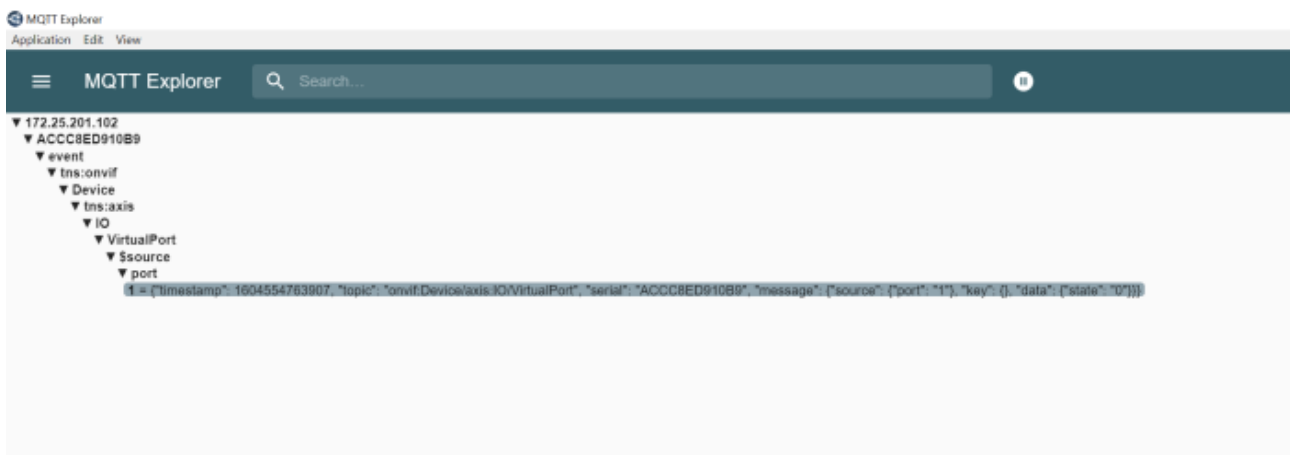 MQTT Explorer
Application Edit View
MQTT Explorer Search...
▼ 172.25.201.102
▼ ACCC8ED910B9
▼ event
▼ tns:onvif
▼ Device
▼ tns:axis
▼ IO
▼ VirtualPort
▼ $source
▼ port
1 = {"timestamp": 1604554763907, "topic": "onvif:Device/axis:IO/VirtualPort", "serial": "ACCC8ED910B9", "message": {"source": {"port": "1"}, "key": {}, "data": {"state": "0"}}}